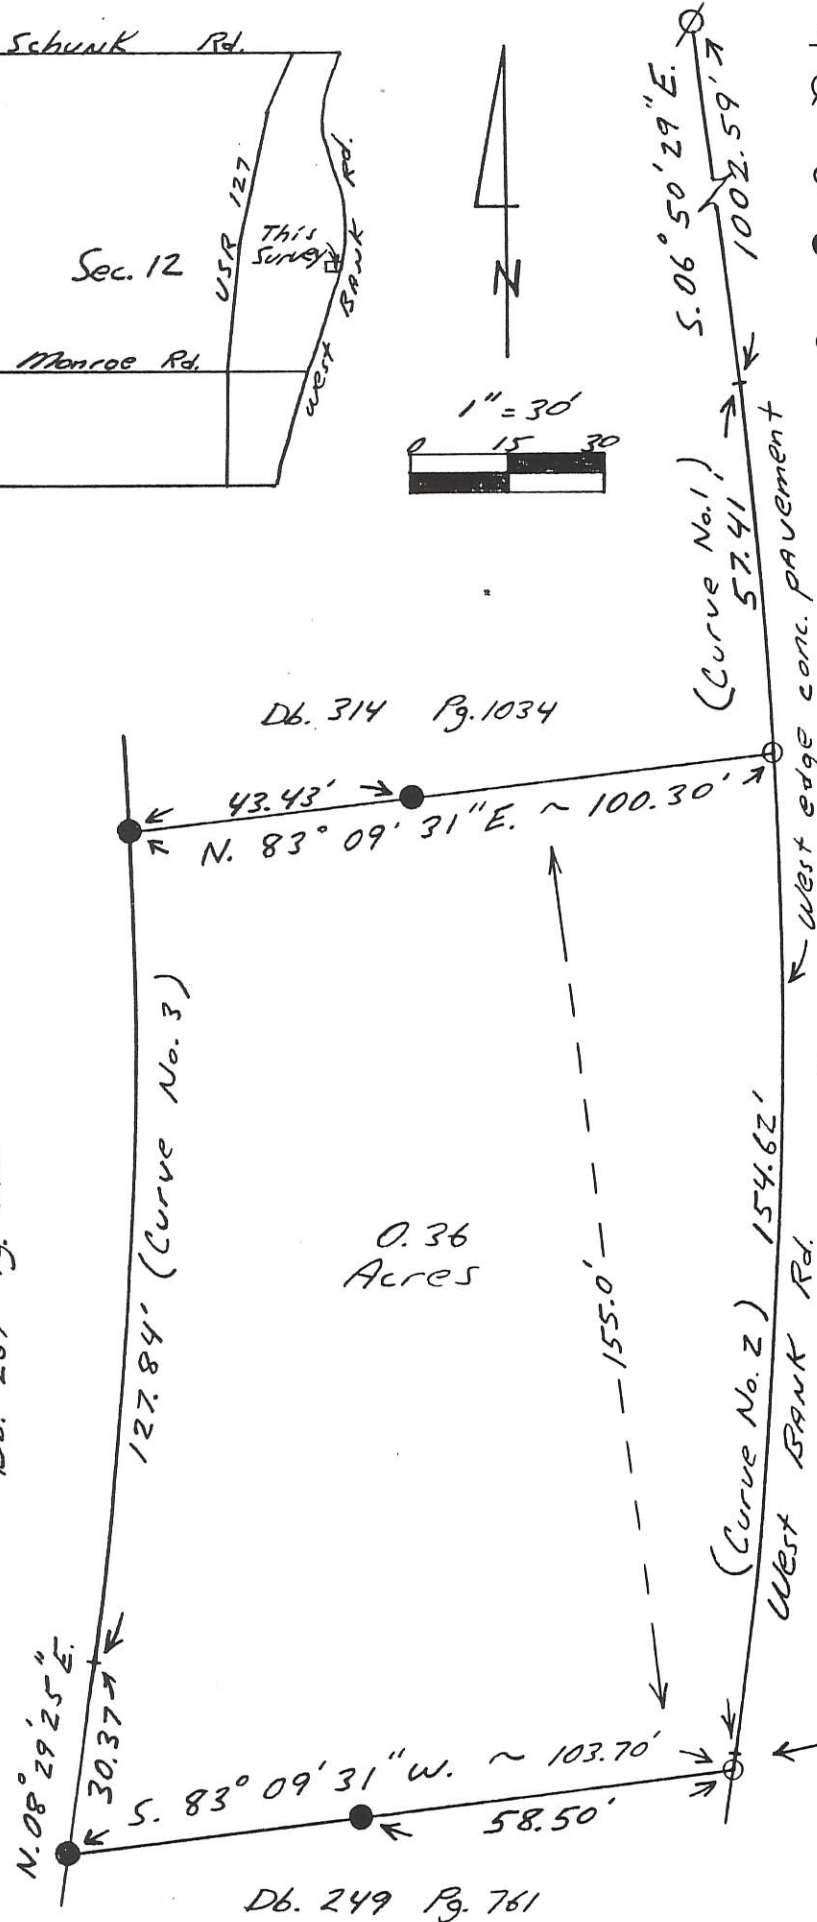 Schunk Rd.
USR 127
This
Survey
West BANK Rd.
Sec. 12
Monroe Rd.
N
1" = 30'
0 15 30
S. 06° 50' 29" E.
1002.59'
(Curve No.1)
57.41
West edge conc. pavement
Db. 314 Pg. 1034
43.43'
N. 83° 09' 31" E. ~ 100.30'
127.84' (Curve No. 3)
0.36
Acres
155.0'
(Curve No. 2) 154.62'
West BANK Rd.
N. 08° 29' 25" E.
30.37
S. 83° 09' 31" W. ~ 103.70'
58.50'
Db. 249 Pg. 761